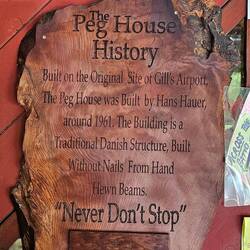 The
Peg House
History
Built on the Original Site of Gill's Airport.
The Peg House was Built by Hans Hauer,
around 1961. The Building is a
Traditional Danish Structure, Built
Without Nails From Hand
Hewn Beams.
"Never Don't Stop"